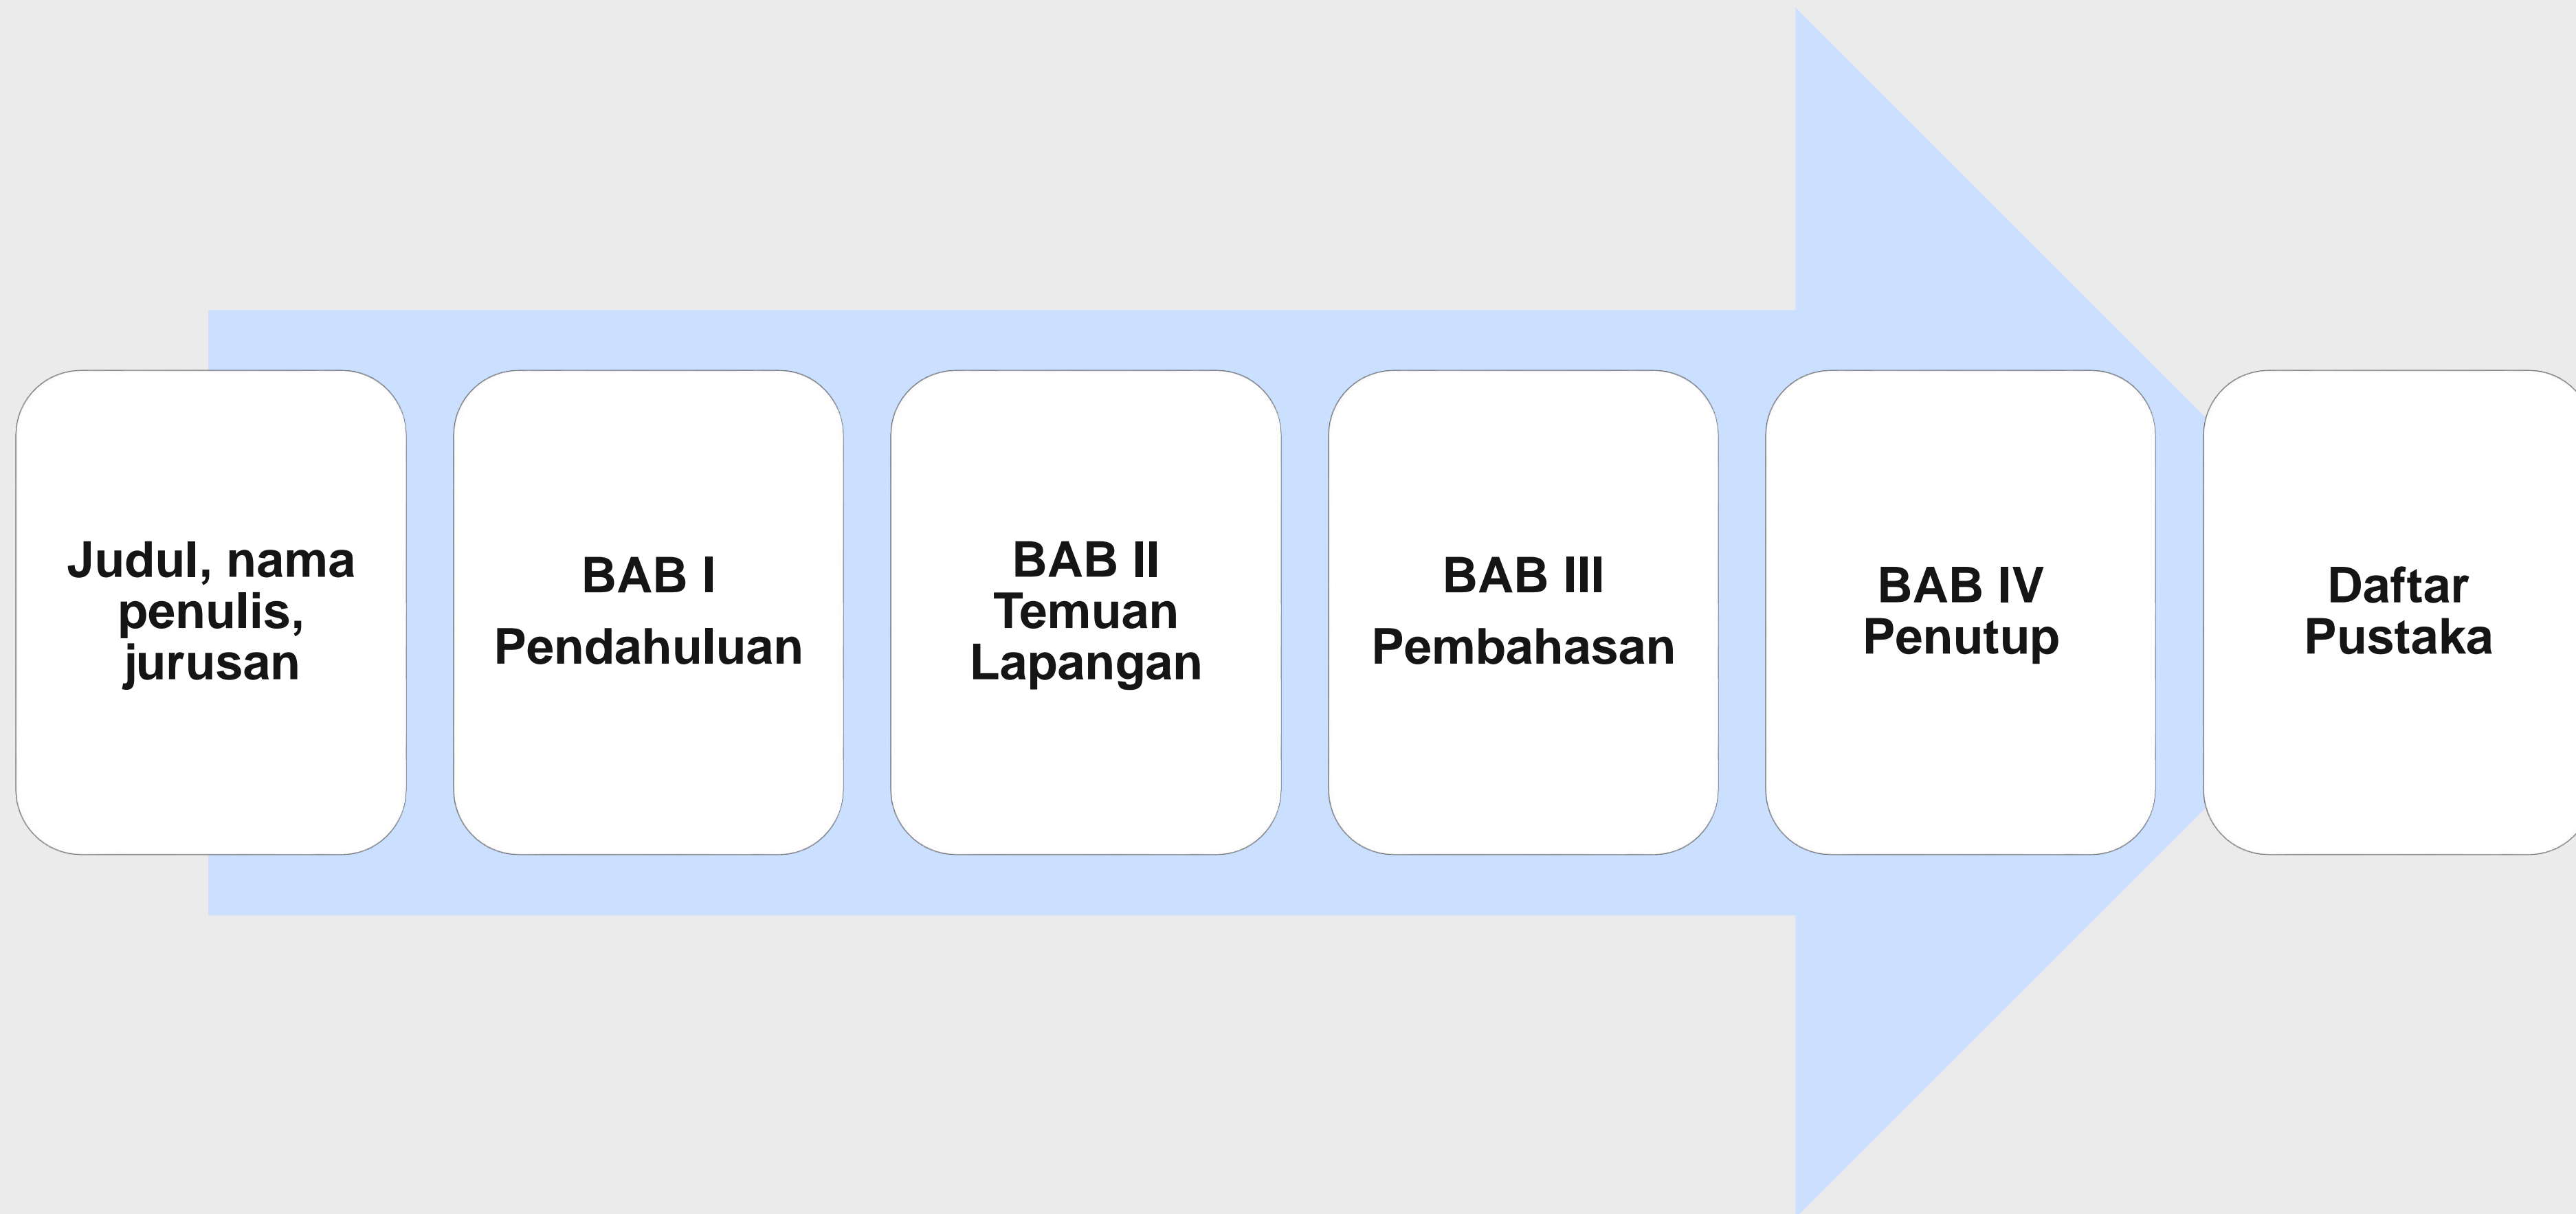 Judul, nama
penulis,
jurusan
BAB I
Pendahuluan
BAB II
Temuan
Lapangan
BAB III
Pembahasan
BAB IV
Penutup
Daftar
Pustaka